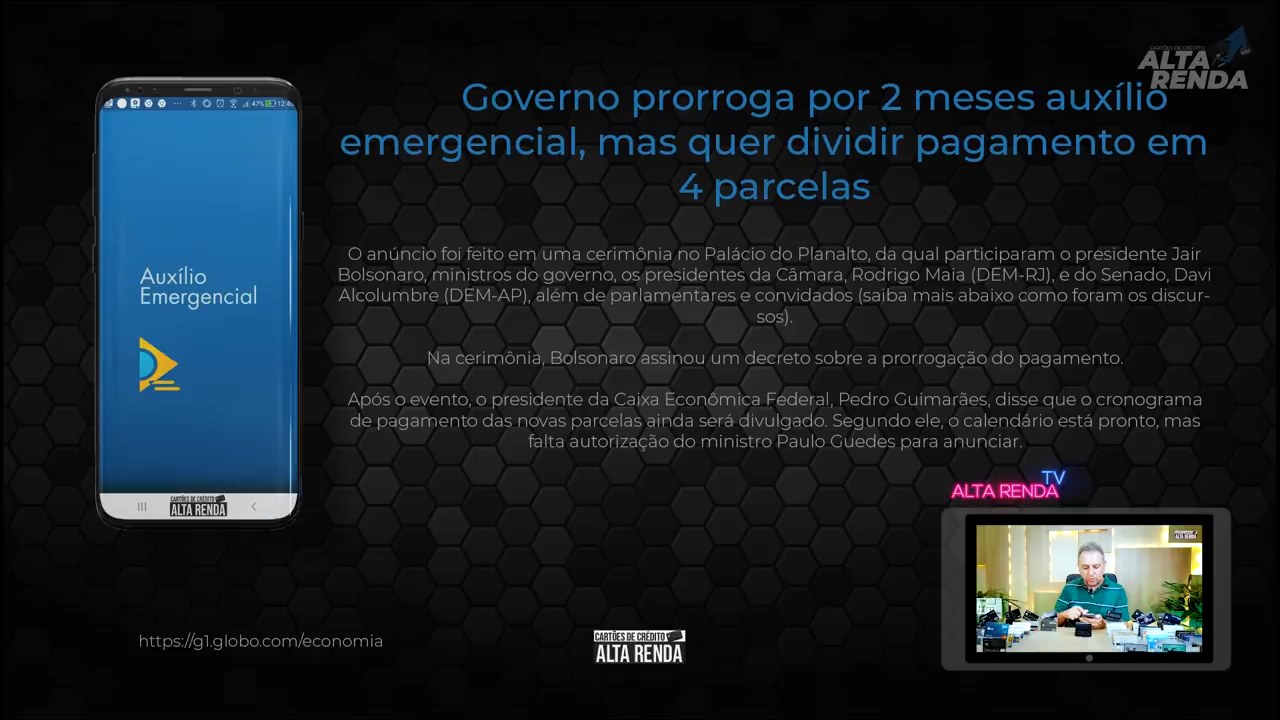 CARTÕES DE CRÉDITO
ALTA
RENDA
47%
Governo prorroga por 2 meses auxílio
emergencial, mas quer dividir pagamento em
4 parcelas
O anúncio foi feito em uma cerimônia no Palácio do Planalto, da qual participaram o presidente Jair
Bolsonaro, ministros do governo, os presidentes da Câmara, Rodrigo Maia (DEM-RJ), e do Senado, Davi
Alcolumbre (DEM-AP), além de parlamentares e convidados (saiba mais abaixo como foram os discur-
sos).
Auxílio
Emergencial
Na cerimônia, Bolsonaro assinou um decreto sobre a prorrogação do pagamento.
Após o evento, o presidente da Caixa Econômica Federal, Pedro Guimarães, disse que o cronograma
de pagamento das novas parcelas ainda será divulgado. Segundo ele, o calendário está pronto, mas
falta autorização do ministro Paulo Guedes para anunciar.
CARTÕES DE CRÉDITO
ALTA RENDA
TV
ALTA RENDA
ALTA RENDA
https://g1.globo.com/economia
CARTÕES DE CRÉDITO
ALTA RENDA